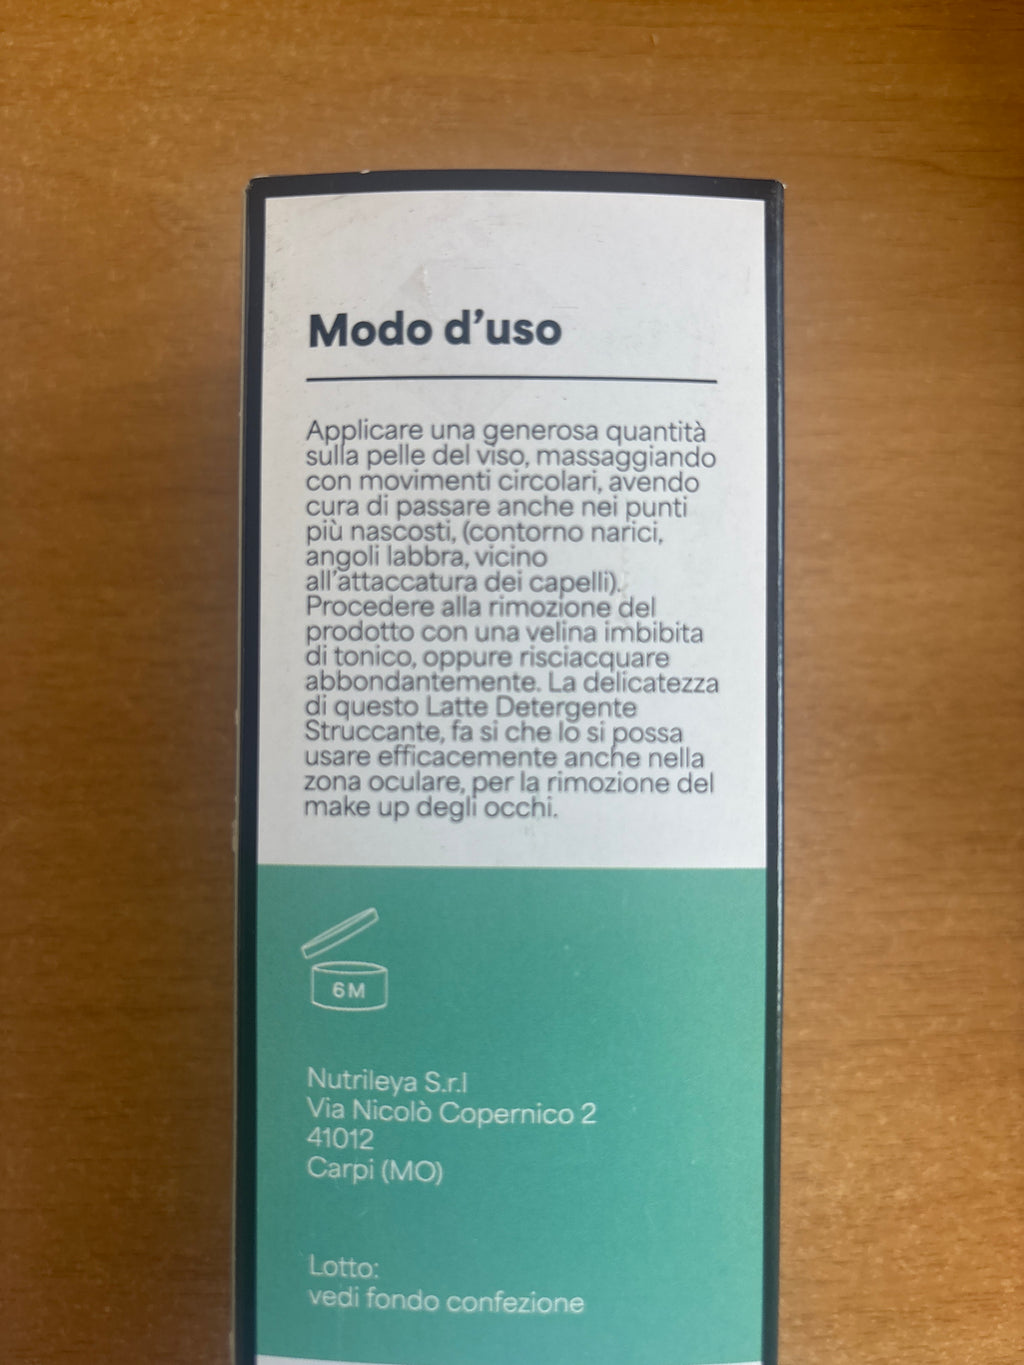 Modo d'uso
Applicare una generosa quantità
sulla pelle del viso, massaggiando
con movimenti circolari, avendo
cura di passare anche nei punti
più nascosti, (contorno narici,
angoli labbra, vicino
all'attaccatura dei capelli).
Procedere alla rimozione del
prodotto con una velina imbibita
di tonico, oppure risciacquare
abbondantemente. La delicatezza
di questo Latte Detergente
Struccante, fa si che lo si possa
usare efficacemente anche nella
zona oculare, per la rimozione del
make up degli occhi.
6M
Nutrileya S.r.l
Via Nicolò Copernico 2
41012
Carpi (MO)
Lotto:
vedi fondo confezione